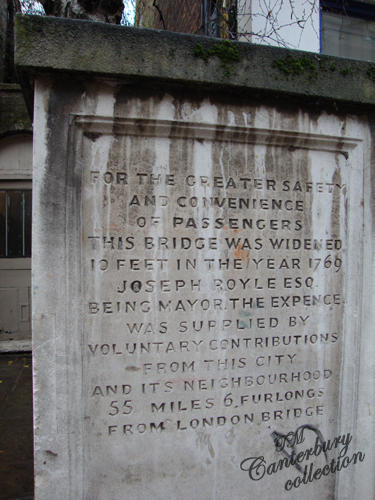 FOR THE GREATER SAFETY
AND CONVENIENCE
OF PASSENGERS
THIS BRIDGE WAS WIDENED
10 FEET IN THE YEAR 1769
JOSEPH ROYLE ESQ.
BEING MAYOR. THE EXPENCE
WAS SUPPLIED BY
VOLUNTARY CONTRIBUTIONS
FROM THIS CITY
AND ITS NEIGHBOURHOOD
55 MILES 6 FURLONGS
FROM LONDON BRIDGE
TM
Canterbury
collection